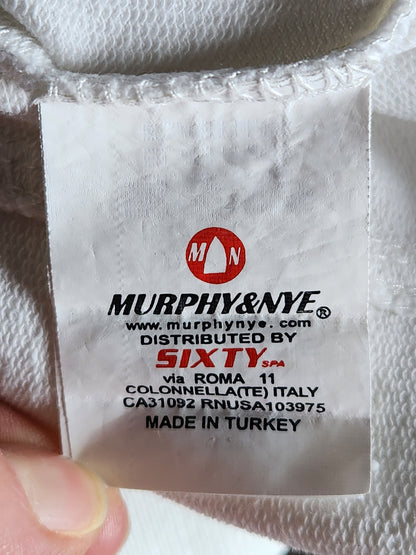 M N
MURPHY&NYE®
www.murphynye.com
DISTRIBUTED BY
SIXTY SPA
via ROMA 11
COLONNELLA(TE) ITALY
CA31092 RNUSA103975
MADE IN TURKEY